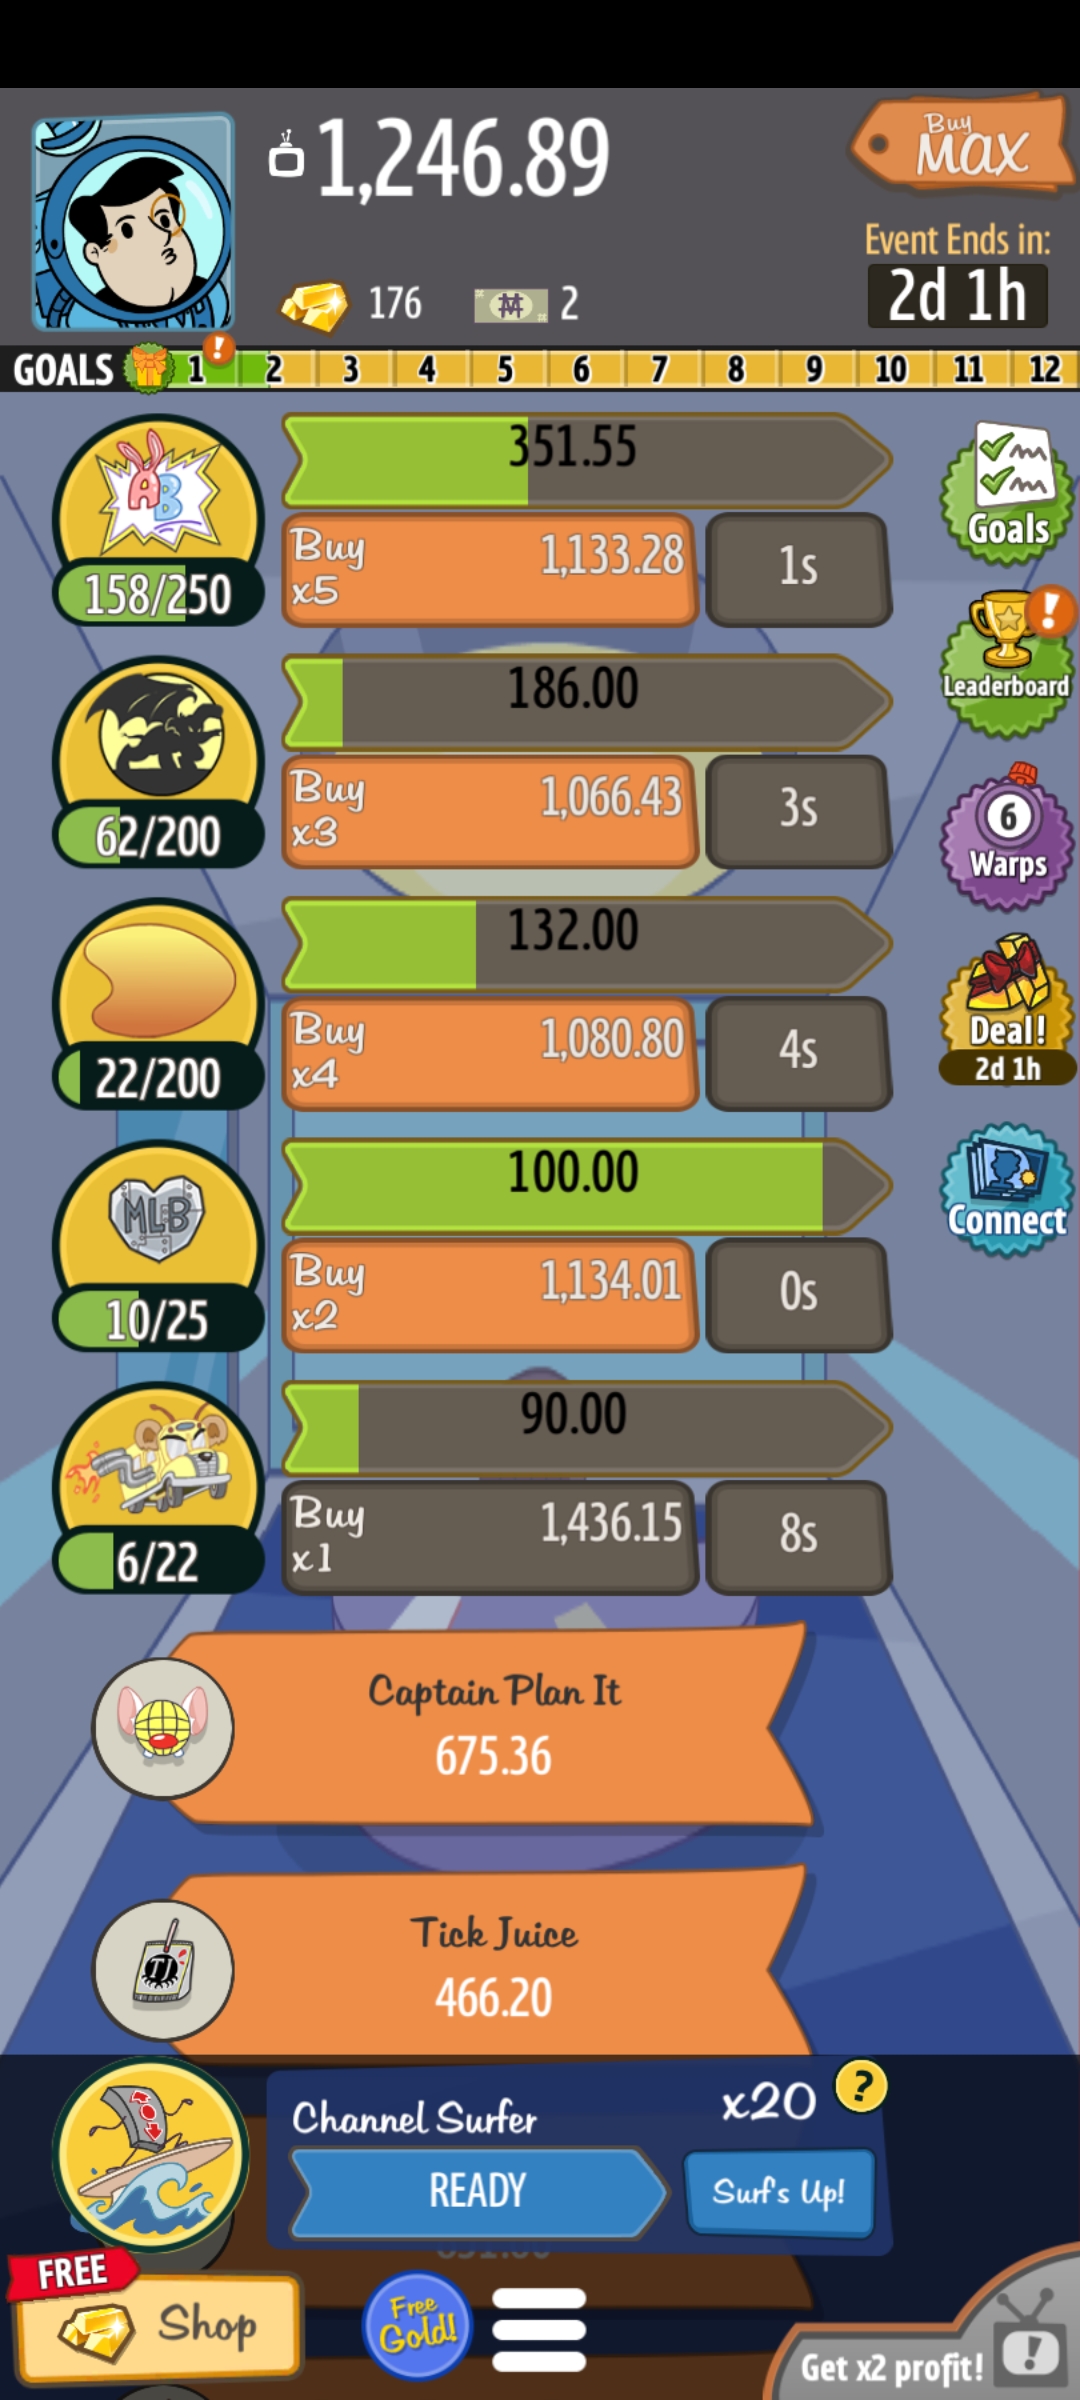 1,246.89
Buy
MAX
Event Ends in:
2d 1h
176
2
GOALS 1 ! 2 3 4 5 6 7 8 9 10 11 12
AB
351.55
158/250
Buy
x5
1,133.28
1s
Goals
186.00
62/200
Buy
x3
1,066.43
3s
!
Leaderboard
6
Warps
132.00
22/200
Buy
x4
1,080.80
4s
Deal!
2d 1h
MLB
100.00
10/25
Buy
x2
1,134.01
0s
Connect
90.00
6/22
Buy
x1
1,436.15
8s
Captain Plan It
675.36
TJ
Tick Juice
466.20
Channel Surfer
x20
?
READY
Surf's Up!
FREE
Shop
Free
Gold!
Get x2 profit!
!